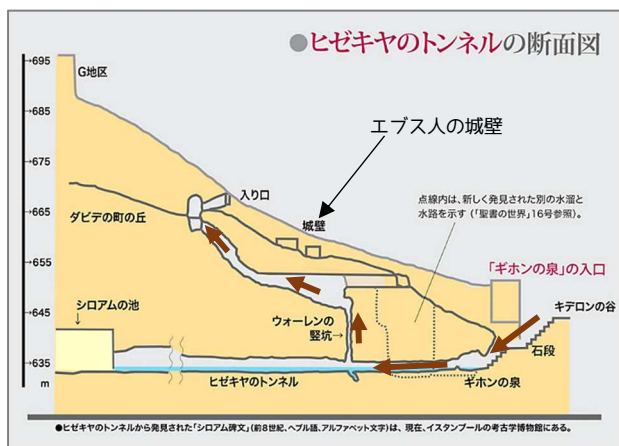 ●ヒゼキヤのトンネルの断面図
695
G地区
685
エブス人の城壁
675
入り口
点線内は、新しく発見された別の水溜と
水路を示す（「聖書の世界」16号参照）。
ダビデの町の丘
665
城壁
「ギホンの泉」の入口
655
キデロンの谷
シロアムの池
ウォーレンの
竪坑→
645
石段
635
m
ヒゼキヤのトンネル
ギホンの泉
●ヒゼキヤのトンネルから発見された「シロアム碑文」（前8世紀、ヘブル語、アルファベット文字）は、現在、イスタンブールの考古学博物館にある。